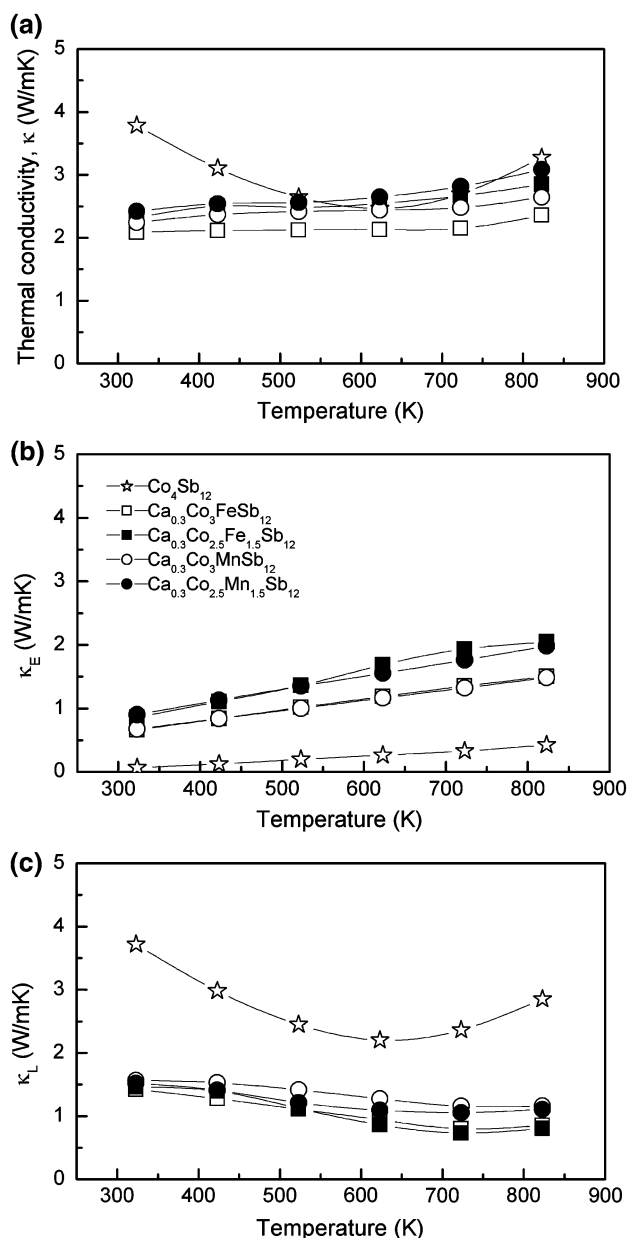 (a)
Thermal conductivity, κ (W/mK)
5
4
3
2
1
0
300 400 500 600 700 800 900
Temperature (K)
(b)
κE (W/mK)
5
4
3
2
1
0
Co4Sb12
Ca0.3Co3FeSb12
Ca0.3Co2.5Fe1.5Sb12
Ca0.3Co3MnSb12
Ca0.3Co2.5Mn1.5Sb12
300 400 500 600 700 800 900
Temperature (K)
(c)
κL (W/mK)
5
4
3
2
1
0
300 400 500 600 700 800 900
Temperature (K)